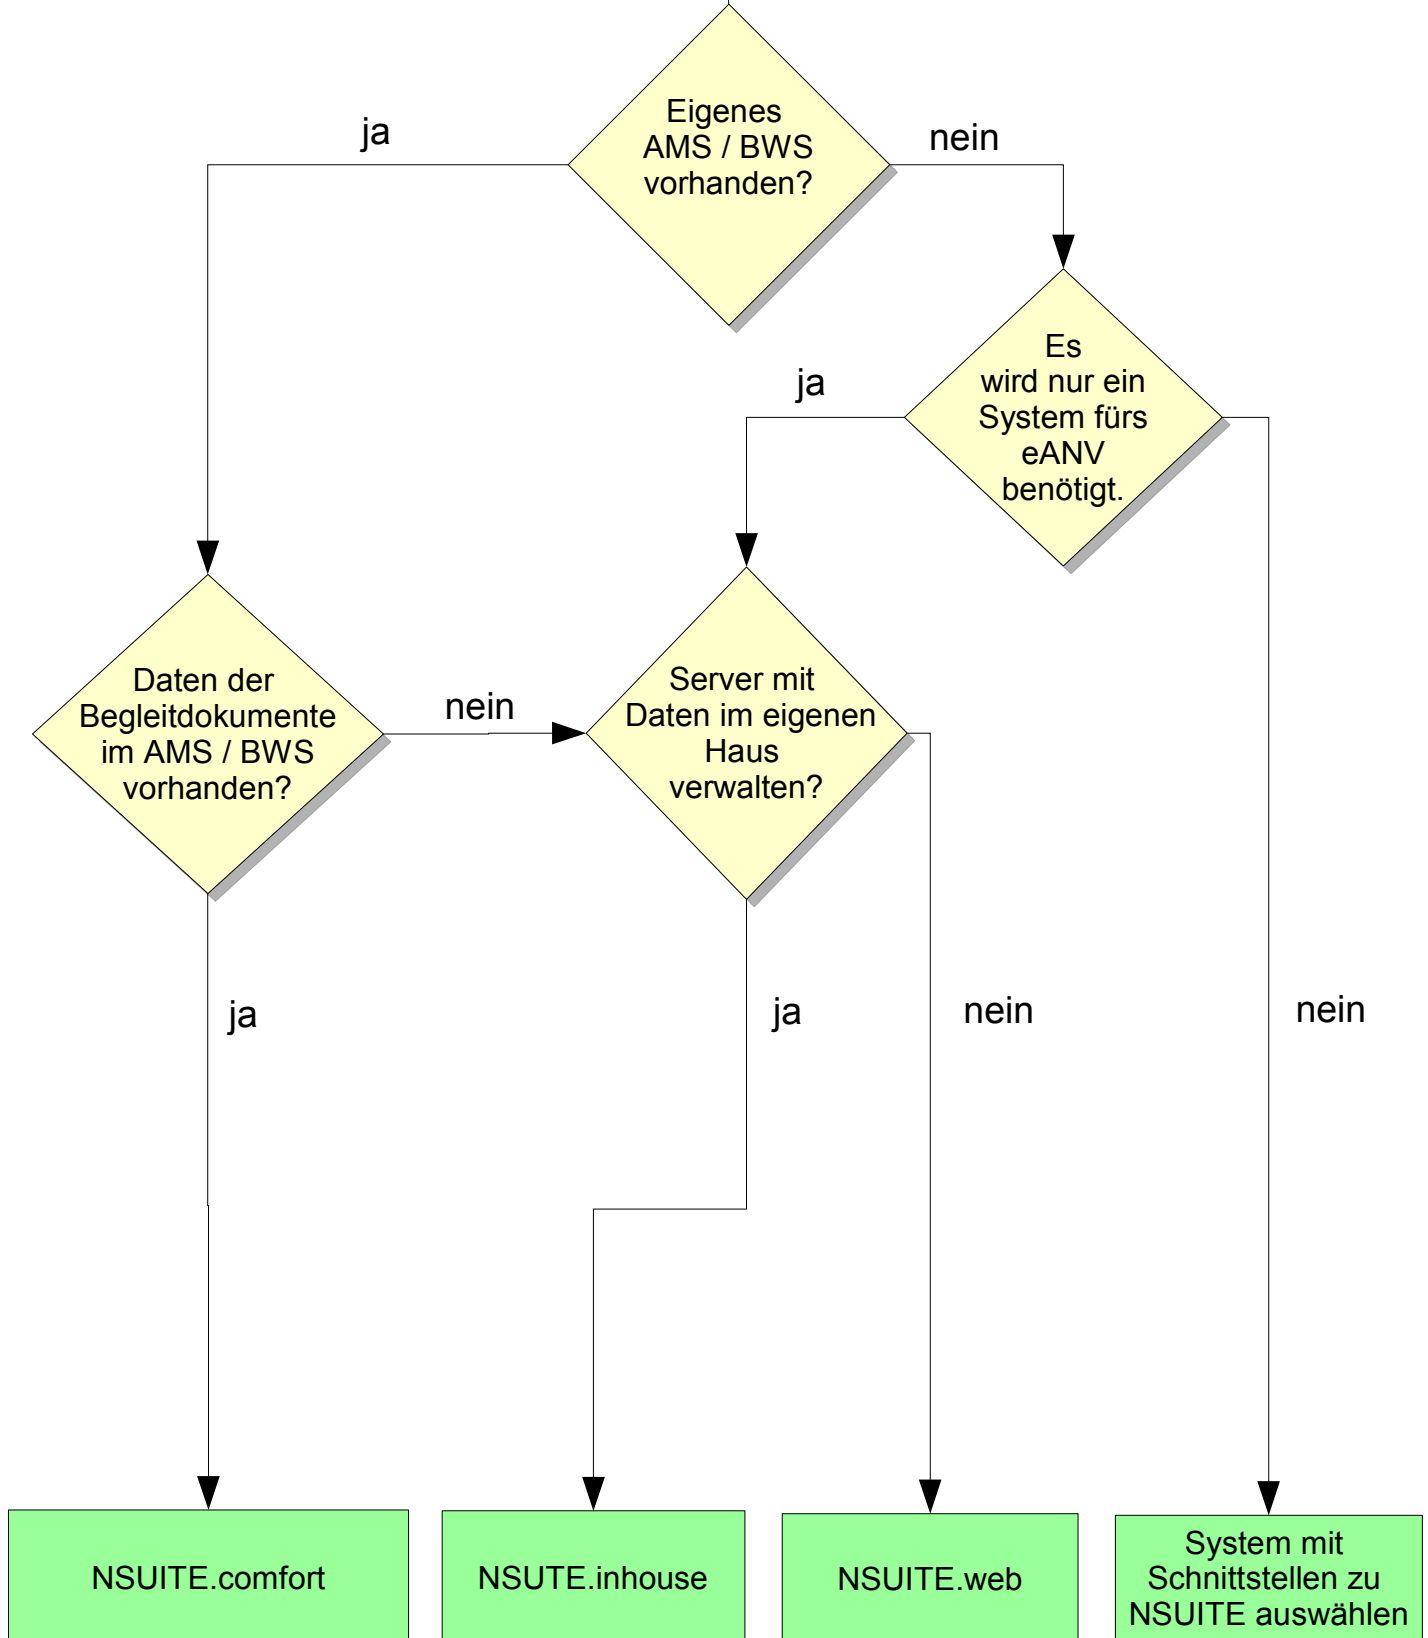 Eigenes
AMS / BWS
vorhanden?
ja
nein
Es
wird nur ein
System fürs
eANV
benötigt.
ja
Daten der
Begleitdokumente
im AMS / BWS
vorhanden?
nein
Server mit
Daten im eigenen
Haus
verwalten?
ja
ja
nein
nein
NSUITE.comfort
NSUTE.inhouse
NSUITE.web
System mit
Schnittstellen zu
NSUITE auswählen